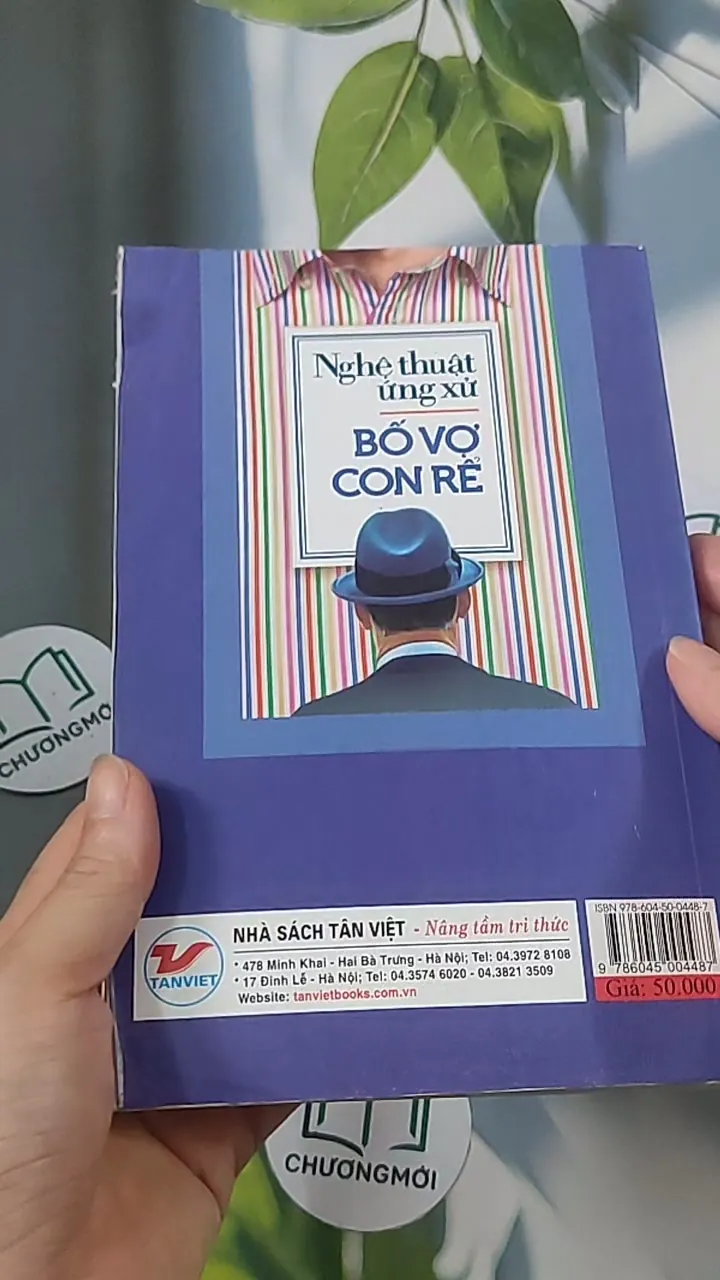 Nghệ thuật
ứng xử
BỐ VỢ
CON RỂ
CHƯƠNGMỚ
NHÀ SÁCH TÂN VIỆT - Nâng tầm tri thức
* 478 Minh Khai - Hai Bà Trưng - Hà Nội; Tel: 04.3972 8108
* 17 Đinh Lễ - Hà Nội; Tel: 04.3574 6020 - 04.3821 3509
Website: tanvietbooks.com.vn
TANVIET
ISBN 978-604-50-0448-7
9 786045 004487
Giá: 50.000
CHƯƠNGMỚI